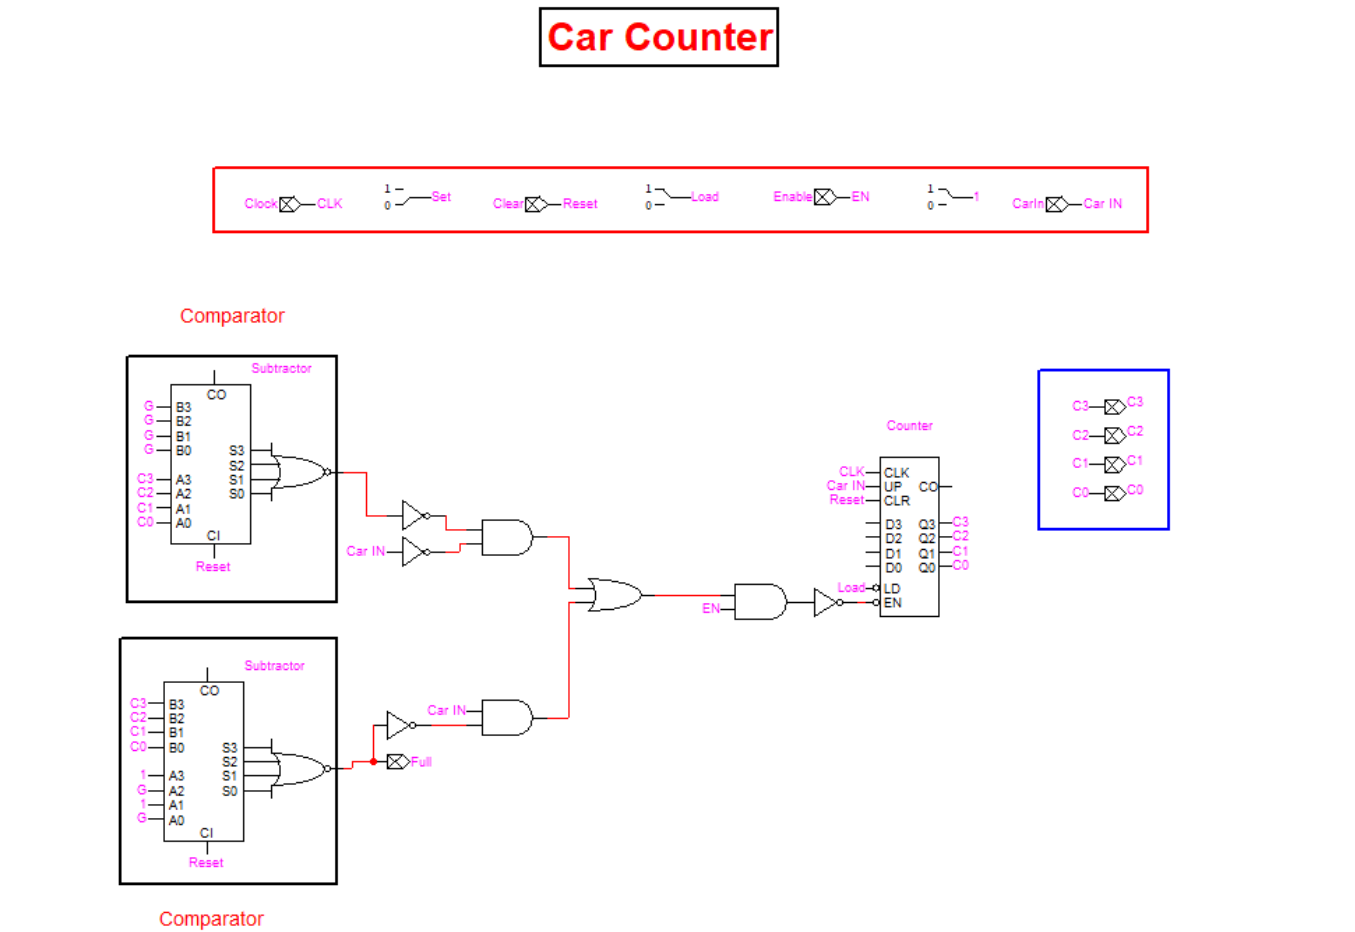 Car Counter
1
0
Set
1
0
Load
1
0
1
Clock CLK
Clear Reset
Enable EN
CarIn Car IN
Comparator
Subtractor
CO
G B3
G B2
G B1
G B0
S3
S2
S1
S0
C3 A3
C2 A2
C1 A1
C0 A0
CI
Reset
Car IN
C3 C3
C2 C2
C1 C1
C0 C0
Counter
CLK CLK
Car IN UP CO
Reset CLR
D3 Q3 C3
D2 Q2 C2
D1 Q1 C1
D0 Q0 C0
Load LD
EN
EN
Subtractor
CO
C3 B3
C2 B2
C1 B1
C0 B0
S3
S2
S1
S0
1 A3
G A2
1 A1
G A0
CI
Reset
Car IN
Full
Comparator